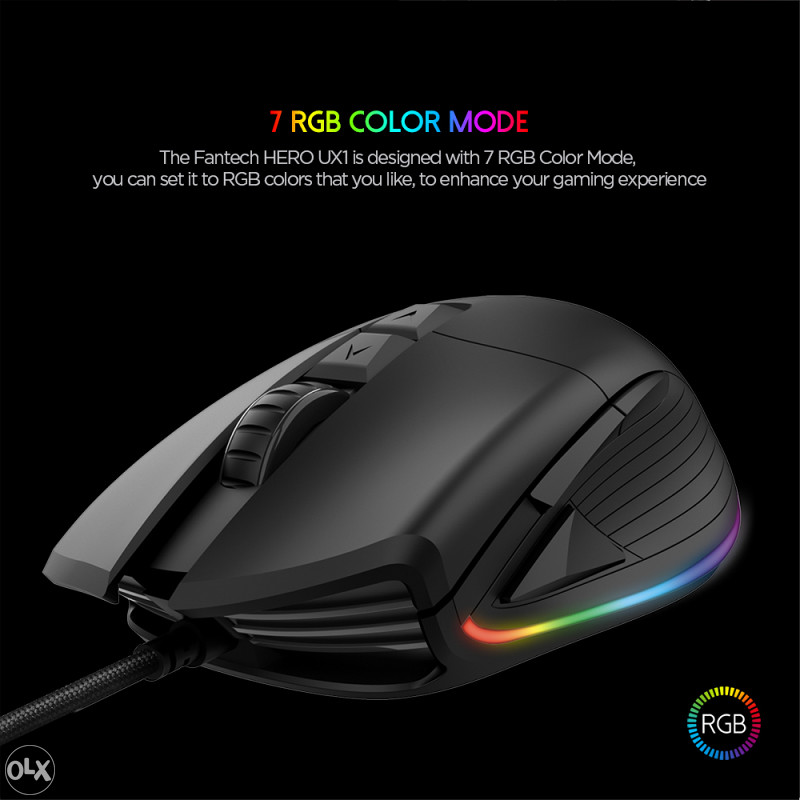 7 RGB COLOR MODE
The Fantech HERO UX1 is designed with 7 RGB Color Mode,
you can set it to RGB colors that you like, to enhance your gaming experience
RGB
OLX